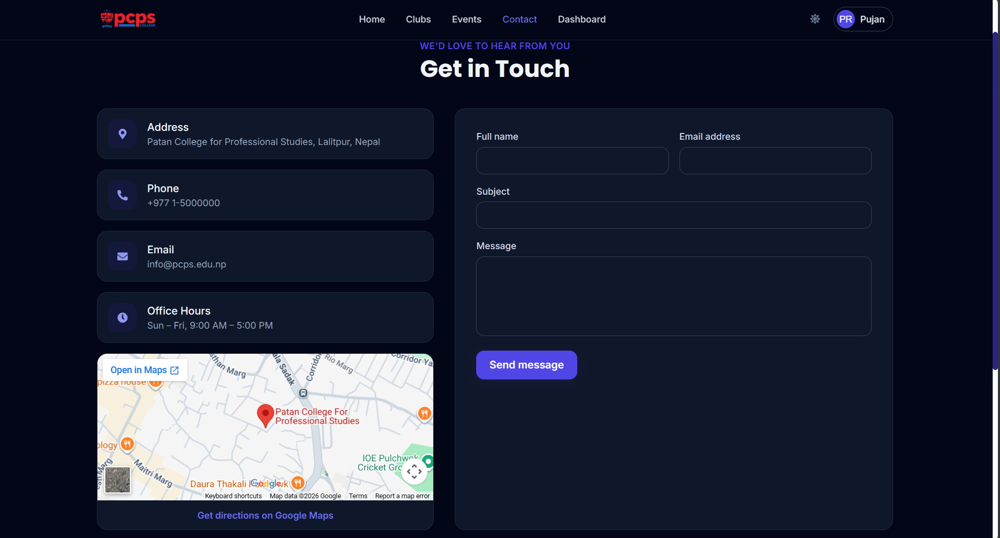 pcps
COLLEGE
Home
Clubs
Events
Contact
Dashboard
PR
Pujan
WE'D LOVE TO HEAR FROM YOU
Get in Touch
Address
Patan College for Professional Studies, Lalitpur, Nepal
Phone
+977 1-5000000
Email
info@pcps.edu.np
Office Hours
Sun – Fri, 9:00 AM – 5:00 PM
Open in Maps
pizza house
Marg
ala Sadak
Corridor
Rio Marg
Corridor Ya
Patan College For
Professional Studies
ology
Marg
Maitri Marg
IOE Pulchwok
Cricket Gro
Daura Thakali
Google
Keyboard shortcuts
Map data ©2026 Google
Terms
Report a map error
Get directions on Google Maps
Full name
Email address
Subject
Message
Send message